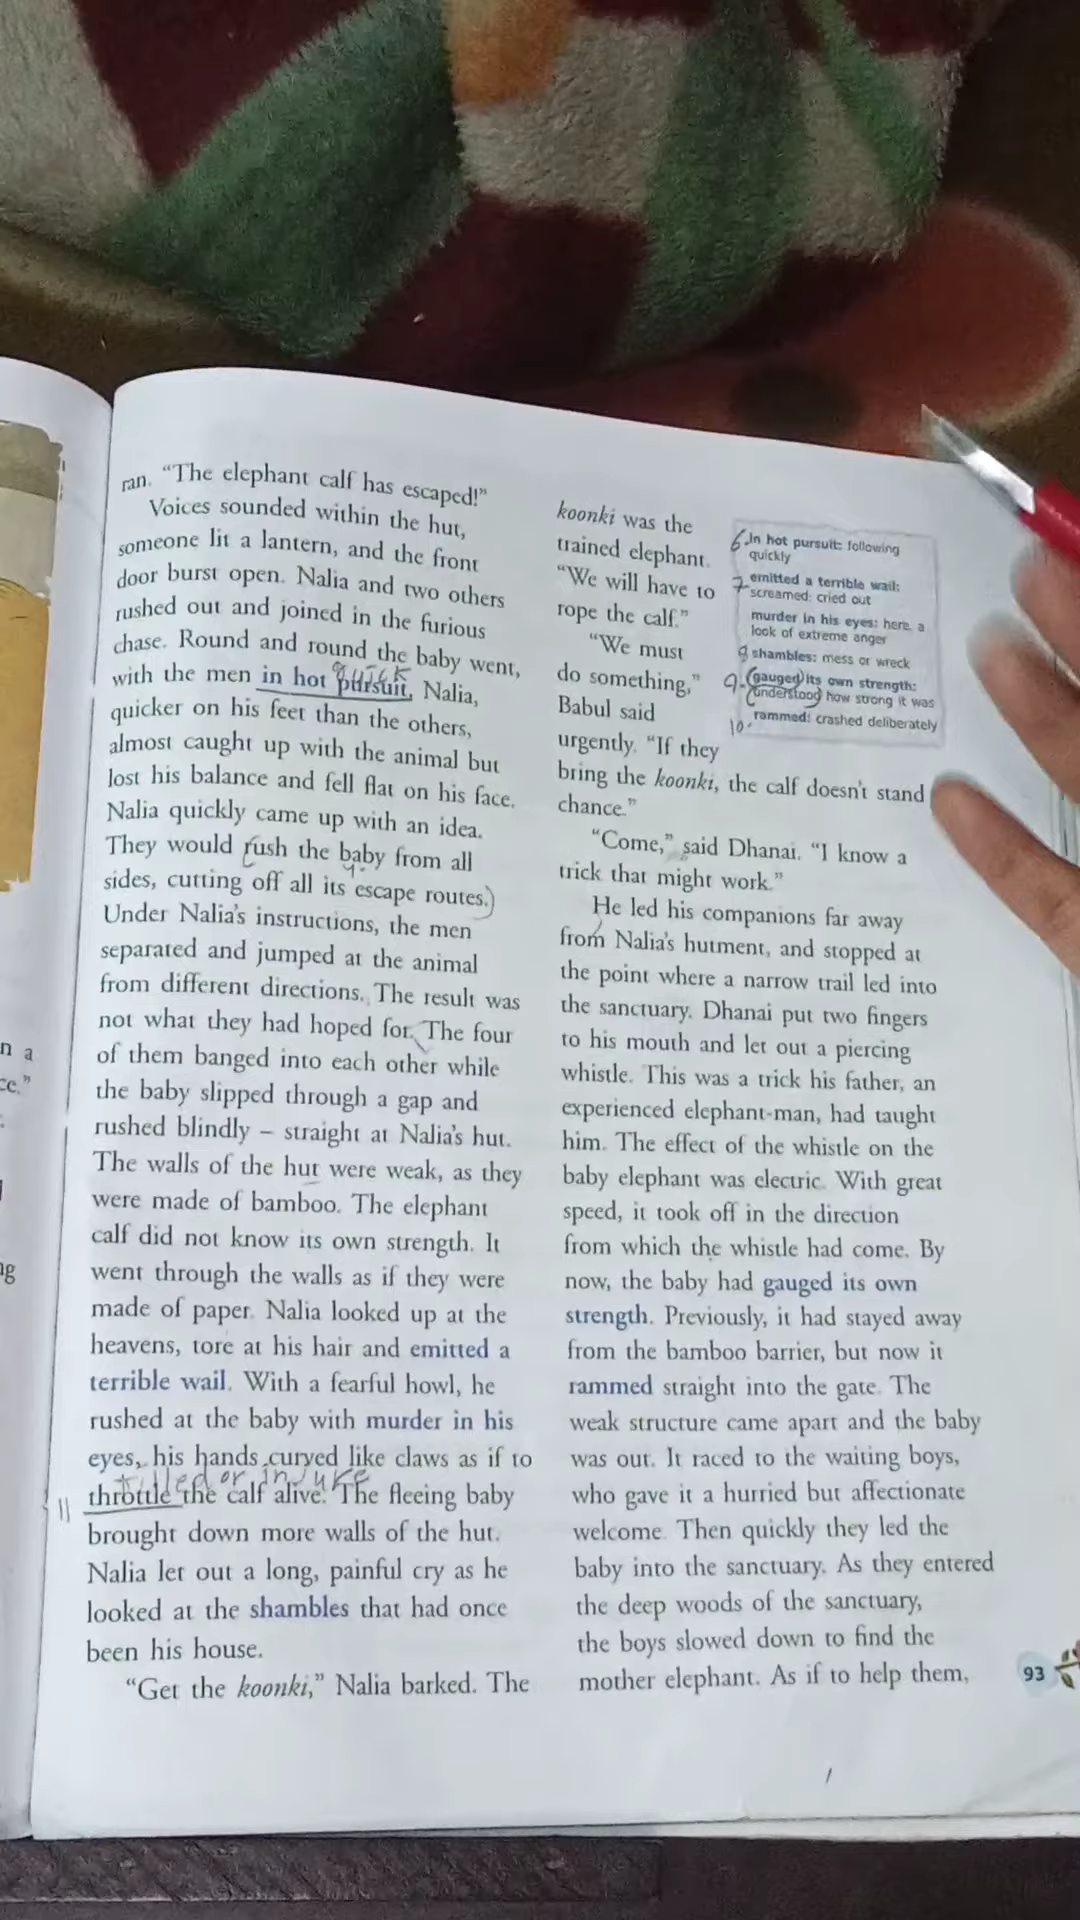 ran. “The elephant calf has escaped!”
Voices sounded within the hut,
someone lit a lantern, and the front
door burst open. Nalia and two others
rushed out and joined in the furious
chase. Round and round the baby went,
quick
with the men in hot pursuit. Nalia,
quicker on his feet than the others,
almost caught up with the animal but
lost his balance and fell flat on his face.
Nalia quickly came up with an idea.
They would rush the baby from all
sides, cutting off all its escape routes.)
Under Nalia’s instructions, the men
separated and jumped at the animal
from different directions. The result was
not what they had hoped for. The four
of them banged into each other while
the baby slipped through a gap and
rushed blindly – straight at Nalia’s hut.
The walls of the hut were weak, as they
were made of bamboo. The elephant
calf did not know its own strength. It
went through the walls as if they were
made of paper. Nalia looked up at the
heavens, tore at his hair and emitted a
terrible wail. With a fearful howl, he
rushed at the baby with murder in his
eyes, his hands curved like claws as if to
killed or injure
11 throttle the calf alive. The fleeing baby
brought down more walls of the hut.
Nalia let out a long, painful cry as he
looked at the shambles that had once
been his house.
“Get the koonki,” Nalia barked. The
koonki was the
trained elephant.
“We will have to
rope the calf.”
“We must
do something,”
Babul said
urgently. “If they
bring the koonki, the calf doesn’t stand
chance.”
“Come,” said Dhanai. “I know a
trick that might work.”
He led his companions far away
from Nalia’s hutment, and stopped at
the point where a narrow trail led into
the sanctuary. Dhanai put two fingers
to his mouth and let out a piercing
whistle. This was a trick his father, an
experienced elephant-man, had taught
him. The effect of the whistle on the
baby elephant was electric. With great
speed, it took off in the direction
from which the whistle had come. By
now, the baby had gauged its own
strength. Previously, it had stayed away
from the bamboo barrier, but now it
rammed straight into the gate. The
weak structure came apart and the baby
was out. It raced to the waiting boys,
who gave it a hurried but affectionate
welcome. Then quickly they led the
baby into the sanctuary. As they entered
the deep woods of the sanctuary,
the boys slowed down to find the
mother elephant. As if to help them,
6. in hot pursuit: following
quickly
7 emitted a terrible wail:
screamed; cried out
murder in his eyes: here, a
look of extreme anger
shambles: mess or wreck
9. (gauged) its own strength:
(understood) how strong it was
10. rammed: crashed deliberately
93
n a
ce.”
ng